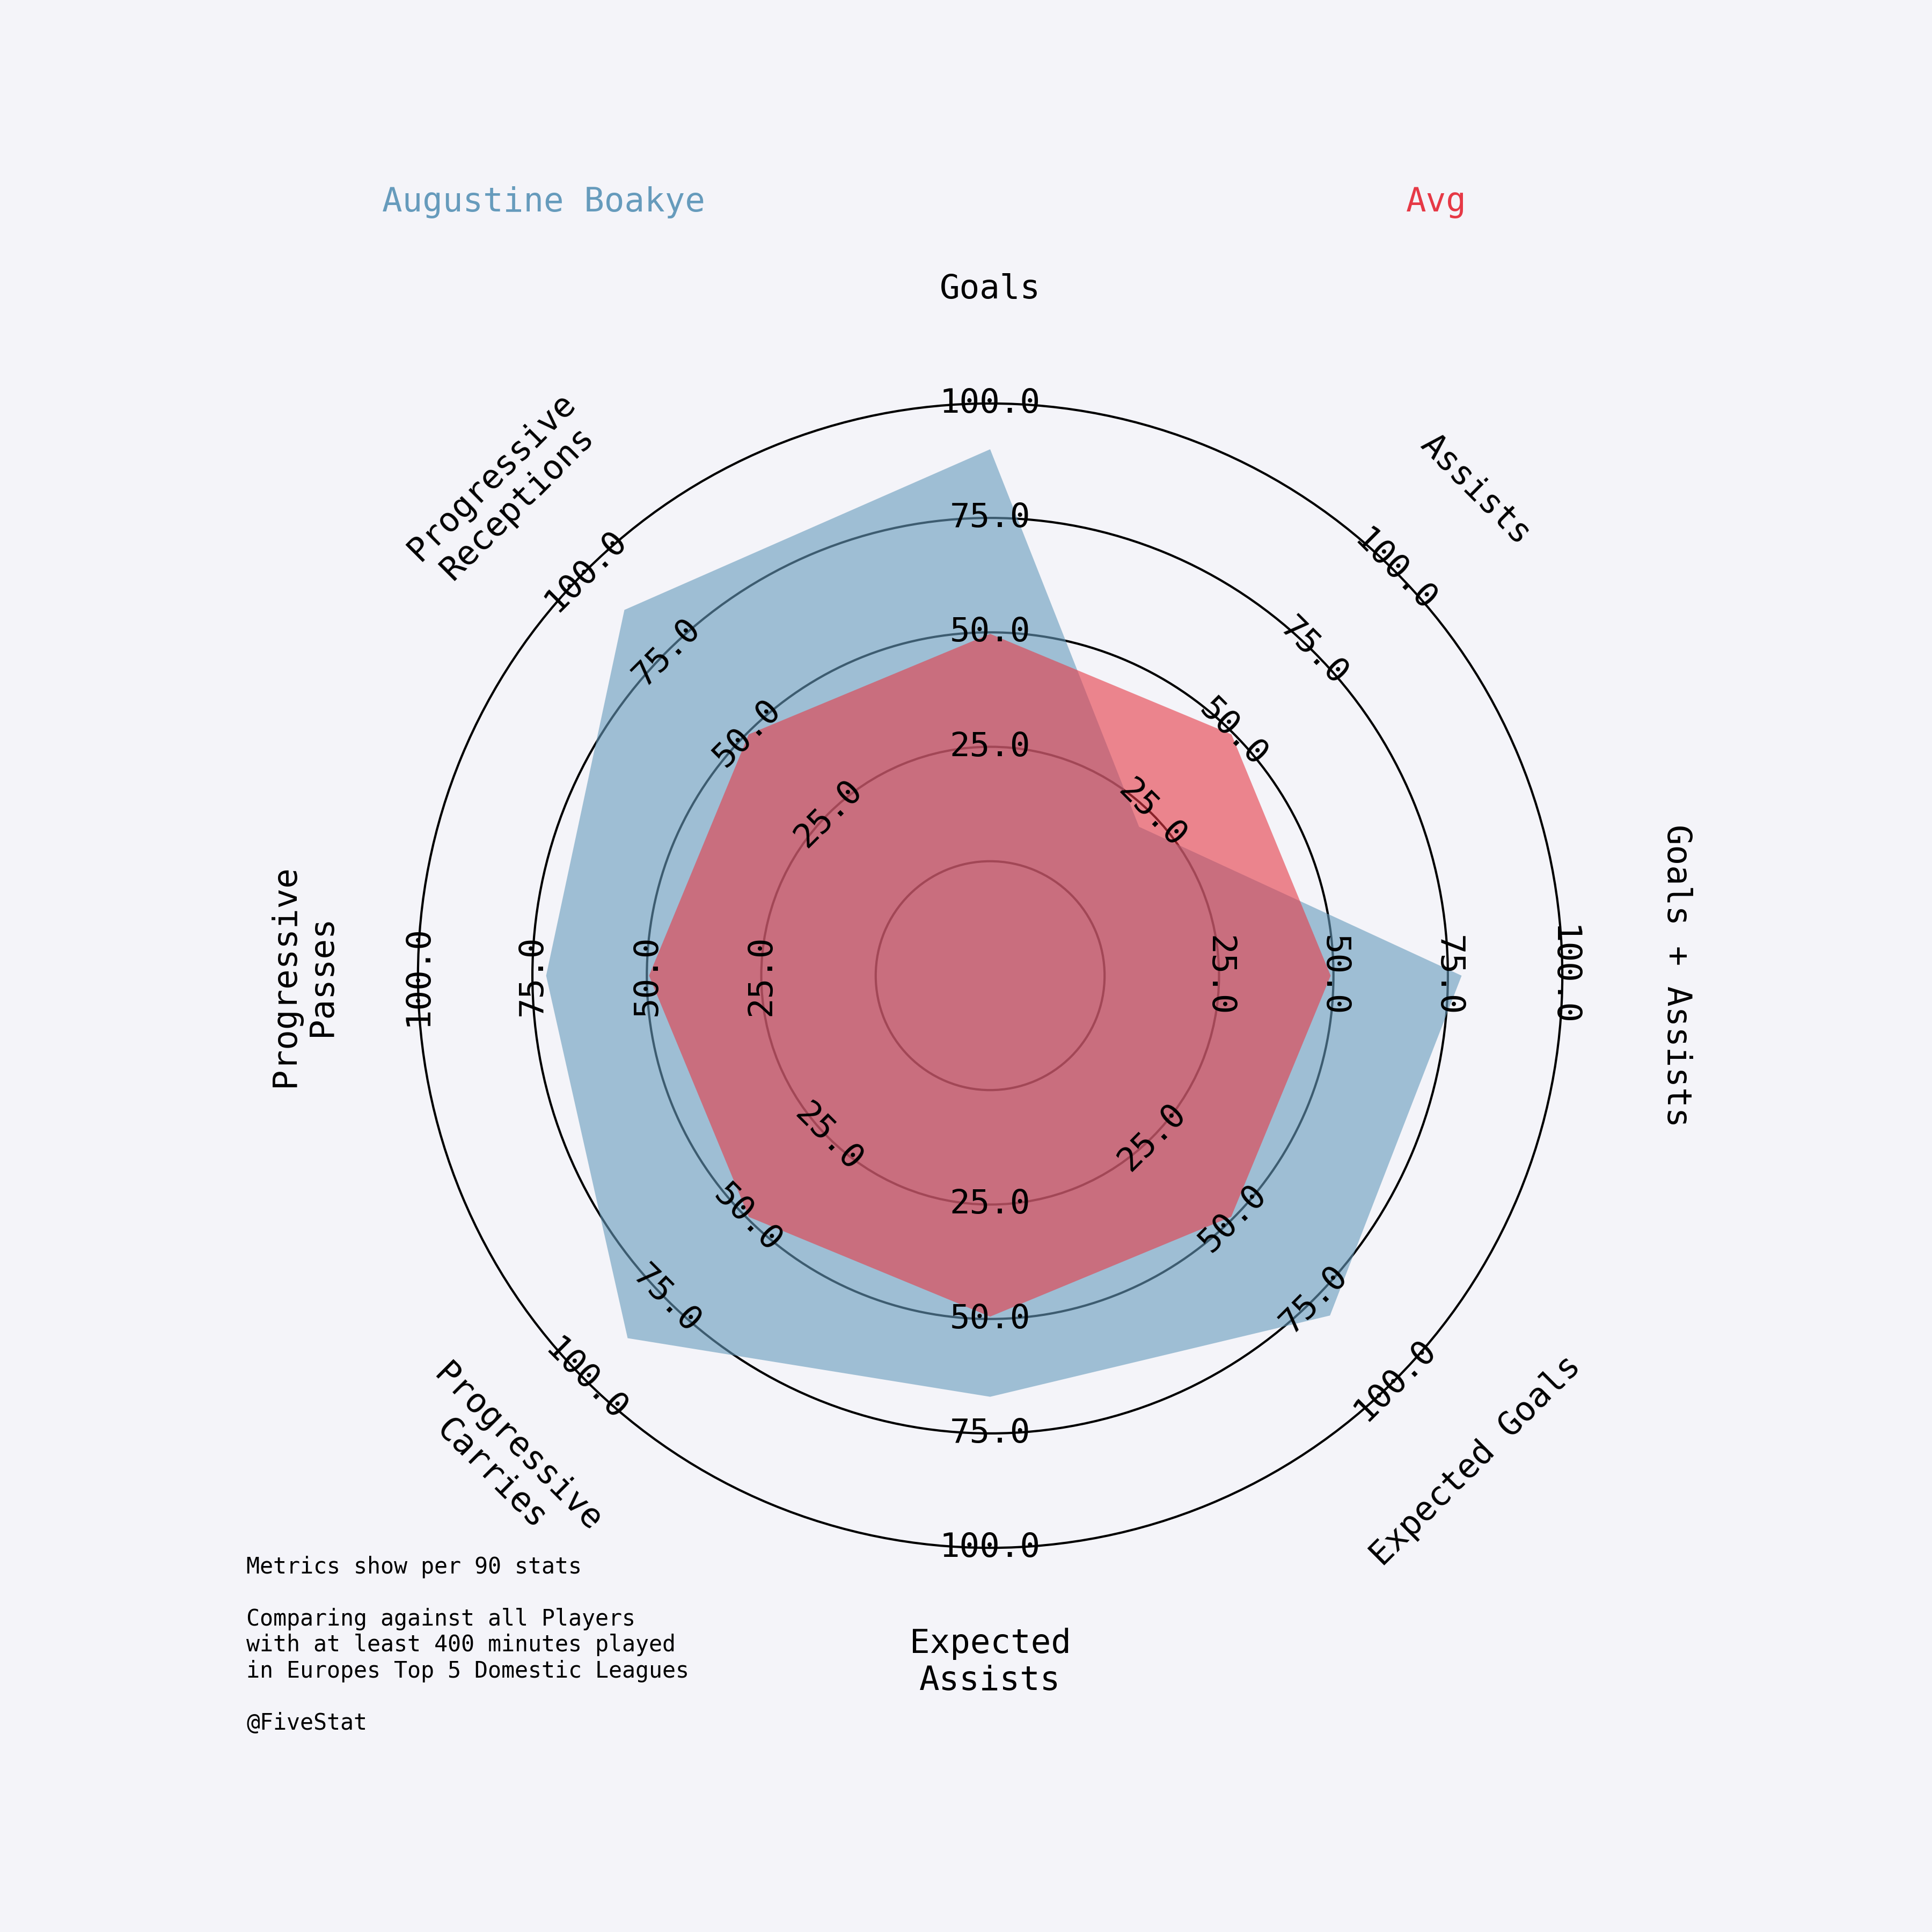 Augustine Boakye
Avg
Goals
Assists
Goals + Assists
Expected Goals
Expected
Assists
Progressive
Carries
Progressive
Passes
Progressive
Receptions
25.0
50.0
75.0
100.0
25.0
50.0
75.0
100.0
25.0
50.0
75.0
100.0
25.0
50.0
75.0
100.0
25.0
50.0
75.0
100.0
25.0
50.0
75.0
100.0
25.0
50.0
75.0
100.0
25.0
50.0
75.0
100.0
Metrics show per 90 stats
Comparing against all Players
with at least 400 minutes played
in Europes Top 5 Domestic Leagues
@FiveStat